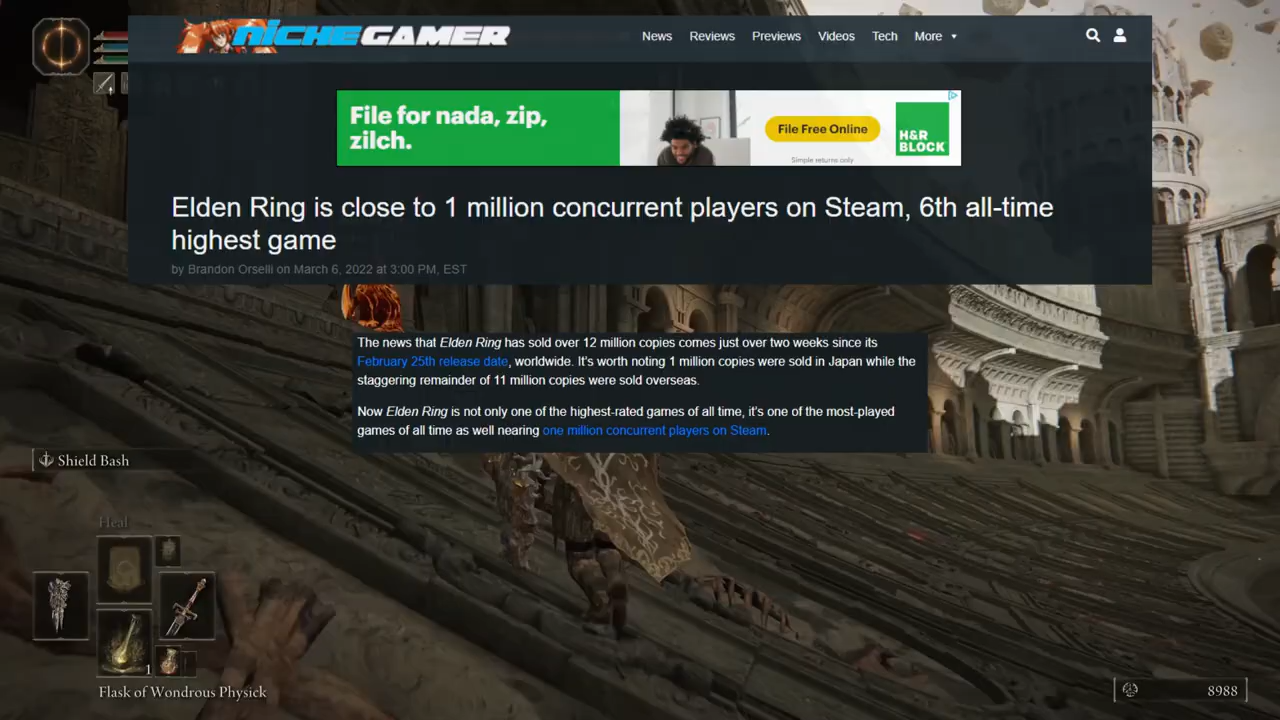 NICHEGAMER
News Reviews Previews Videos Tech More
File for nada, zip,
zilch.
File Free Online
Simple returns only
H&R
BLOCK
Elden Ring is close to 1 million concurrent players on Steam, 6th all-time
highest game
by Brandon Orselli on March 6, 2022 at 3:00 PM, EST
The news that Elden Ring has sold over 12 million copies comes just over two weeks since its
February 25th release date, worldwide. It's worth noting 1 million copies were sold in Japan while the
staggering remainder of 11 million copies were sold overseas.
Now Elden Ring is not only one of the highest-rated games of all time, it's one of the most-played
games of all time as well nearing one million concurrent players on Steam.
Shield Bash
Heal
1
Flask of Wondrous Physick
8988